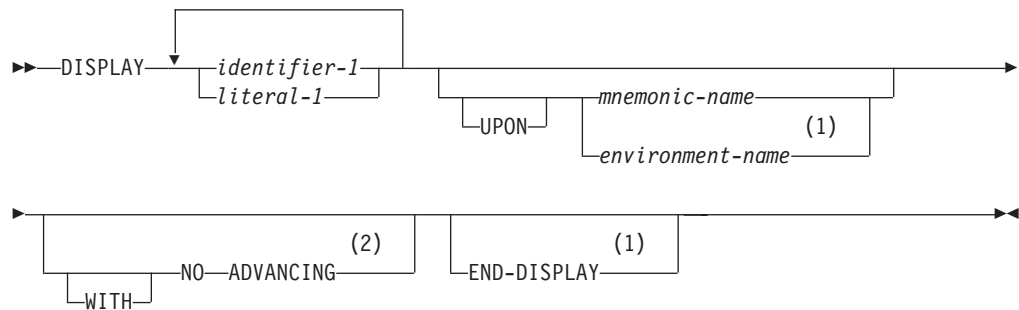 DISPLAY identifier-1
literal-1
mnemonic-name
UPON (1)
environment-name
(2) (1)
NO ADVANCING END-DISPLAY
WITH